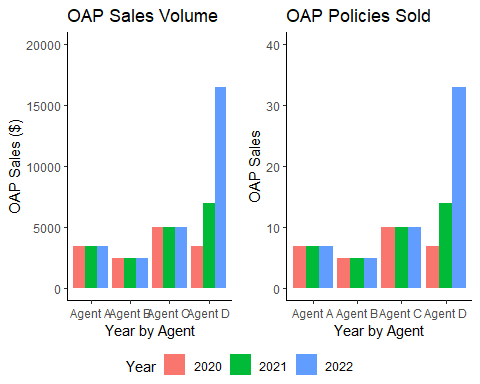 OAP Sales Volume
OAP Sales ($)
20000
15000
10000
5000
0
Agent A Agent B Agent C Agent D
Year by Agent
OAP Policies Sold
OAP Sales
40
30
20
10
0
Agent A Agent B Agent C Agent D
Year by Agent
Year 2020 2021 2022